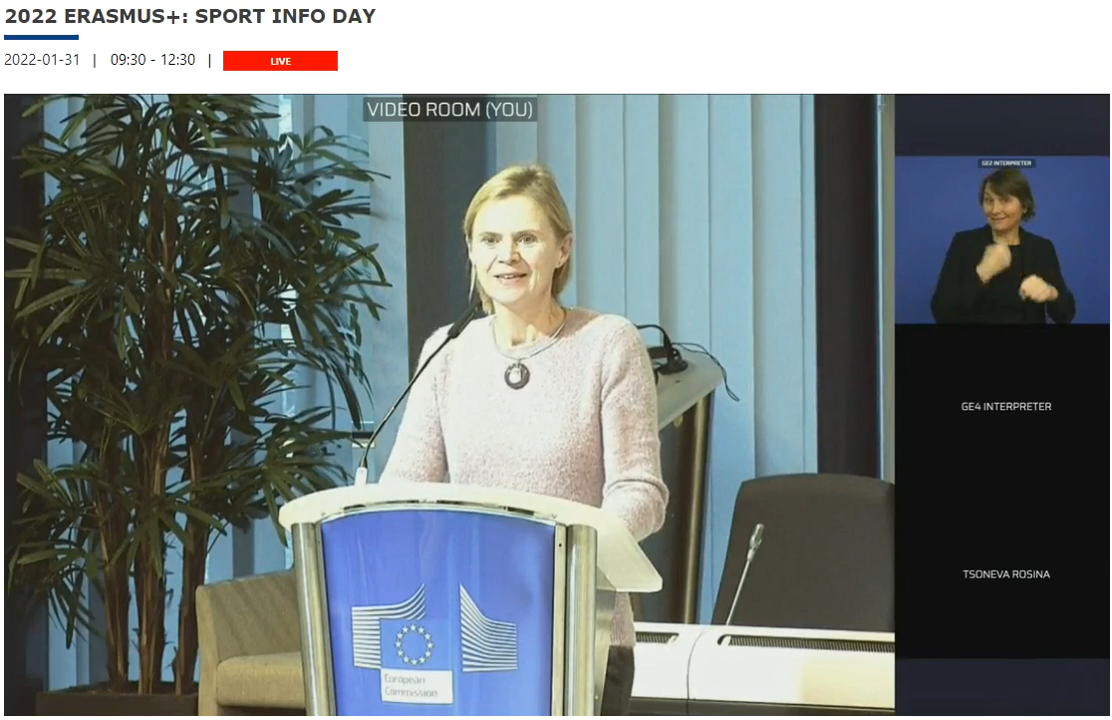 2022 ERASMUS+: SPORT INFO DAY
2022-01-31 | 09:30 - 12:30 | LIVE
VIDEO ROOM (YOU)
GE2 INTERPRETER
GE4 INTERPRETER
TSONEVA ROSINA
European
Commission